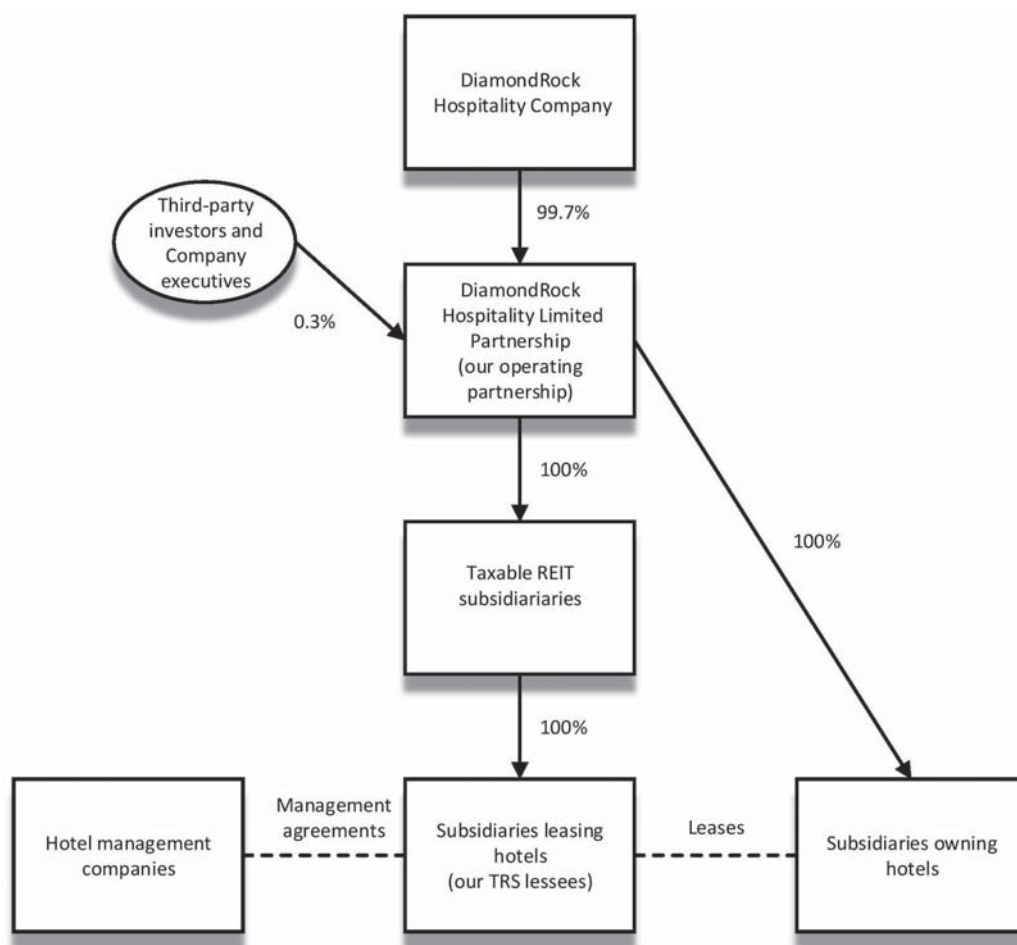 DiamondRock
Hospitality Company
99.7%
Third-party
investors and
Company
executives
0.3%
DiamondRock
Hospitality Limited
Partnership
(our operating
partnership)
100%
100%
Taxable REIT
subsidiariaries
100%
Hotel management
companies
Management
agreements
Subsidiaries leasing
hotels
(our TRS lessees)
Leases
Subsidiaries owning
hotels